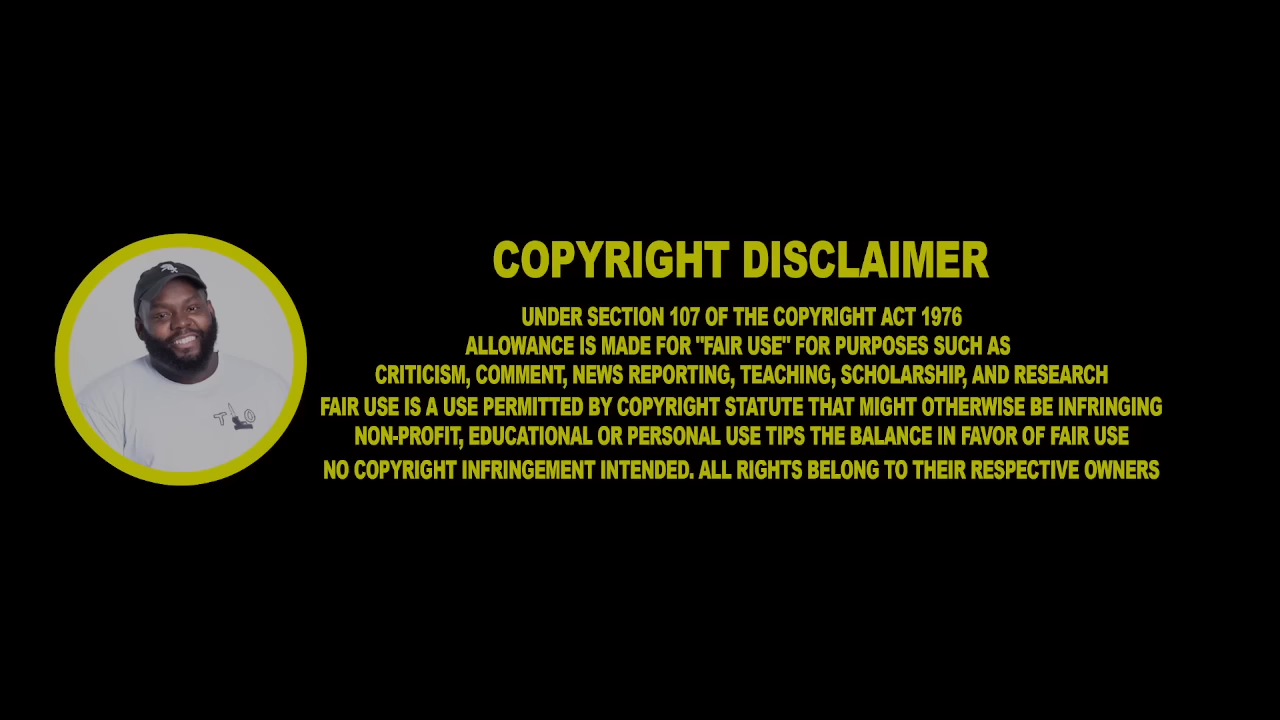 COPYRIGHT DISCLAIMER
UNDER SECTION 107 OF THE COPYRIGHT ACT 1976
ALLOWANCE IS MADE FOR "FAIR USE" FOR PURPOSES SUCH AS
CRITICISM, COMMENT, NEWS REPORTING, TEACHING, SCHOLARSHIP, AND RESEARCH
FAIR USE IS A USE PERMITTED BY COPYRIGHT STATUTE THAT MIGHT OTHERWISE BE INFRINGING
NON-PROFIT, EDUCATIONAL OR PERSONAL USE TIPS THE BALANCE IN FAVOR OF FAIR USE
NO COPYRIGHT INFRINGEMENT INTENDED. ALL RIGHTS BELONG TO THEIR RESPECTIVE OWNERS